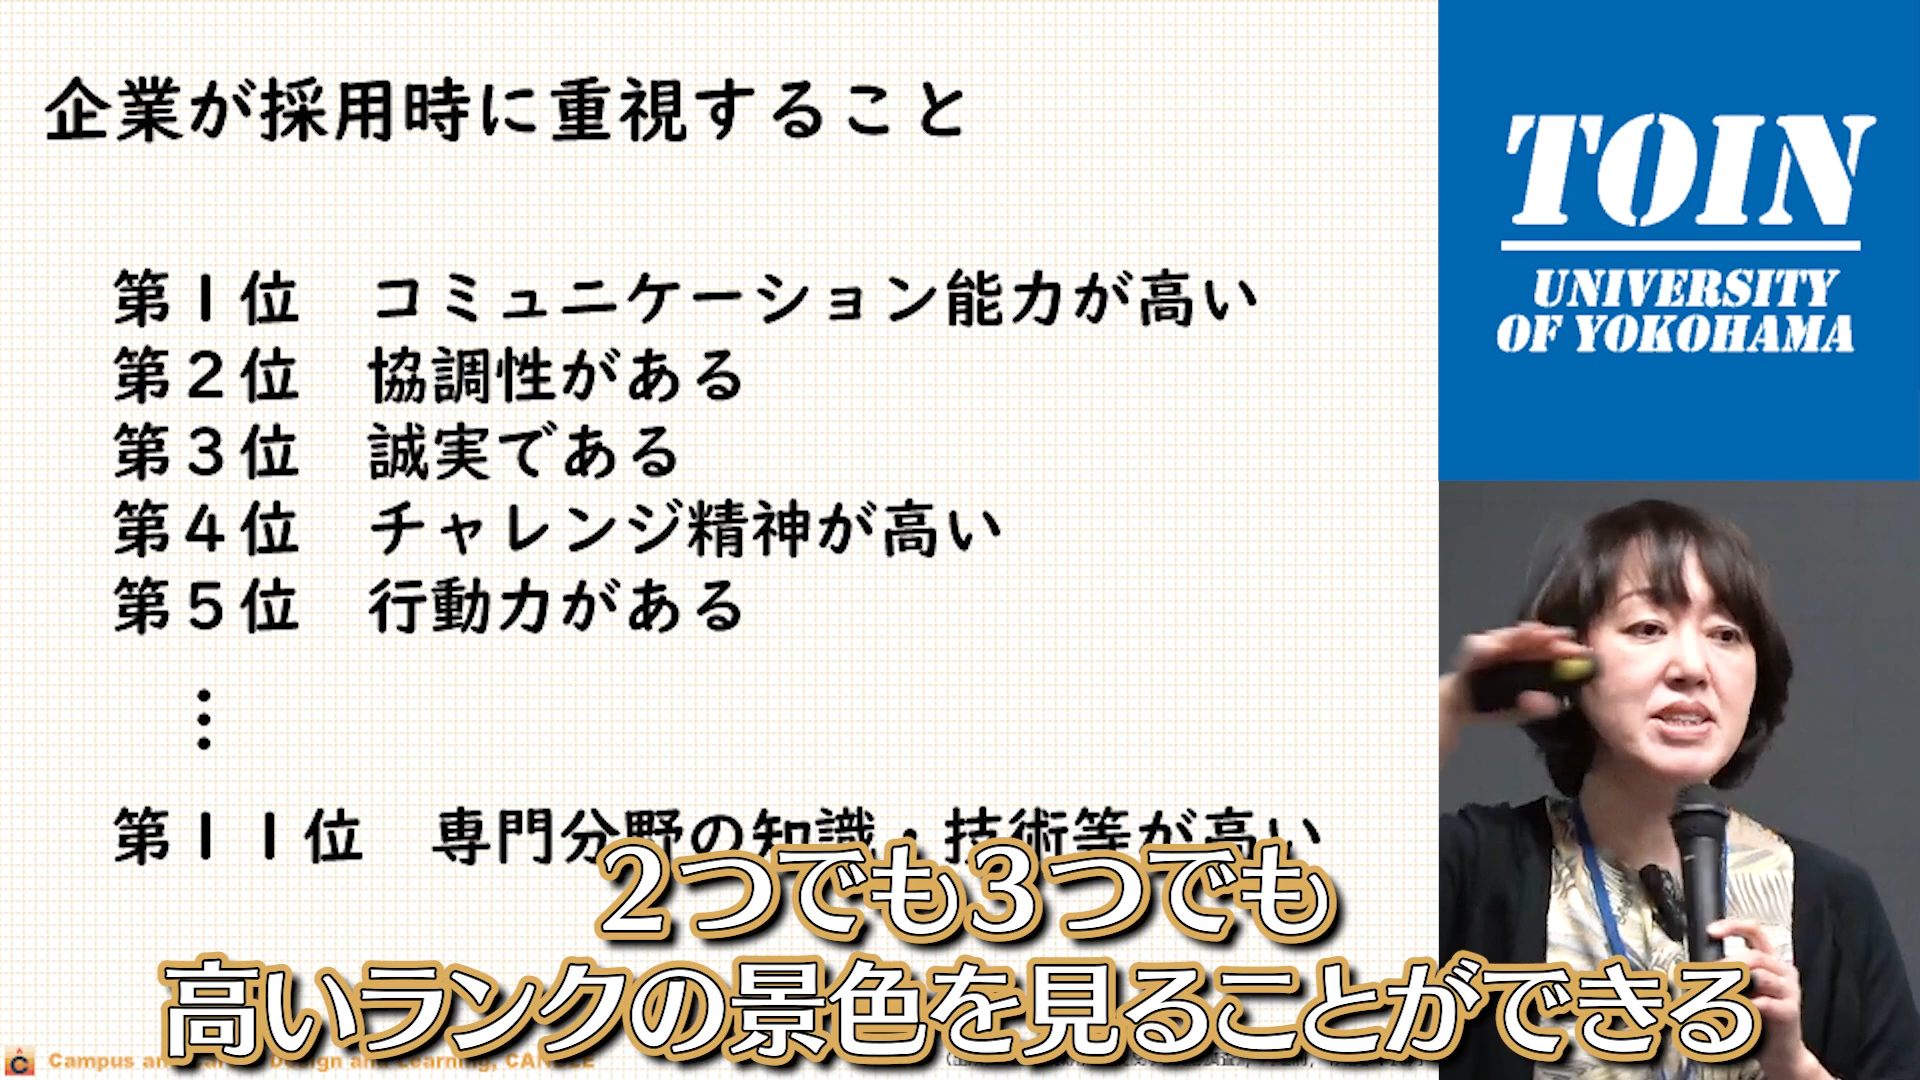 企業が採用時に重視すること
第１位　コミュニケーション能力が高い
第２位　協調性がある
第３位　誠実である
第４位　チャレンジ精神が高い
第５位　行動力がある
⋮
第１１位　専門分野の知識・技術等が高い
２つでも３つでも
高いランクの景色を見ることができる
Campus and Design and Learning,
TOIN
UNIVERSITY
OF YOKOHAMA